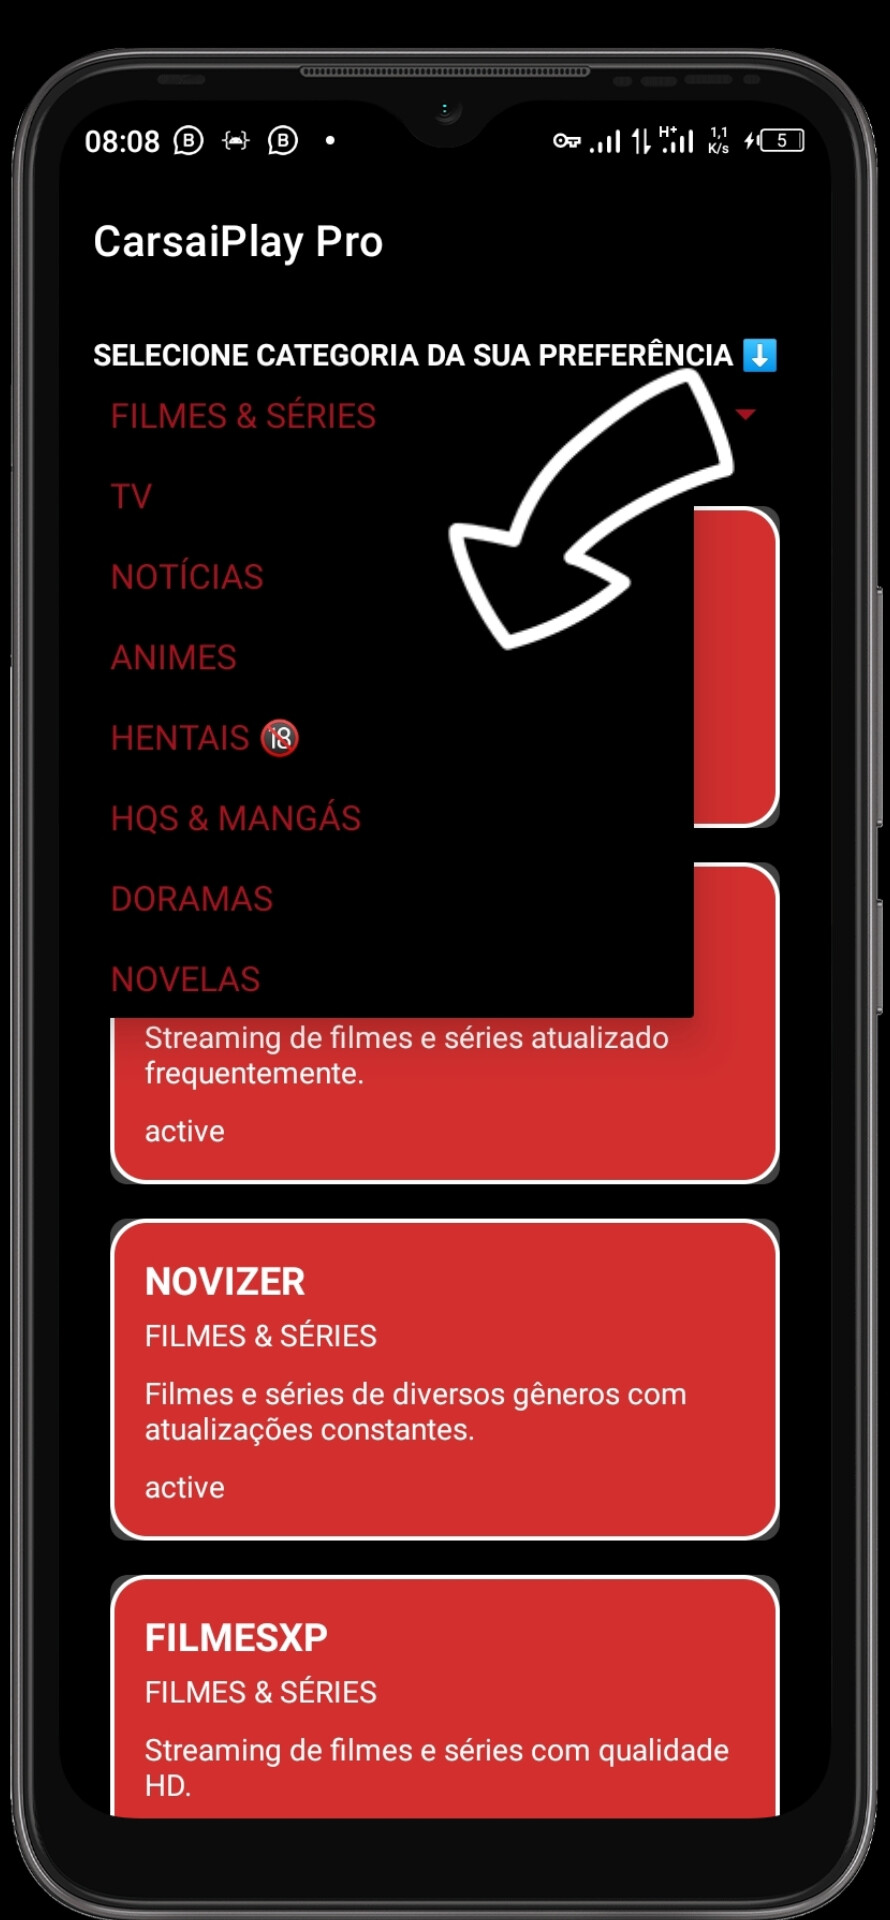 08:08
H+
1,1
K/s
5
CarsaiPlay Pro
SELECIONE CATEGORIA DA SUA PREFERÊNCIA ⬇️
FILMES & SÉRIES
TV
NOTÍCIAS
ANIMES
HENTAIS 🔞
HQS & MANGÁS
DORAMAS
NOVELAS
Streaming de filmes e séries atualizado
frequentemente.
active
NOVIZER
FILMES & SÉRIES
Filmes e séries de diversos gêneros com
atualizações constantes.
active
FILMESXP
FILMES & SÉRIES
Streaming de filmes e séries com qualidade
HD.